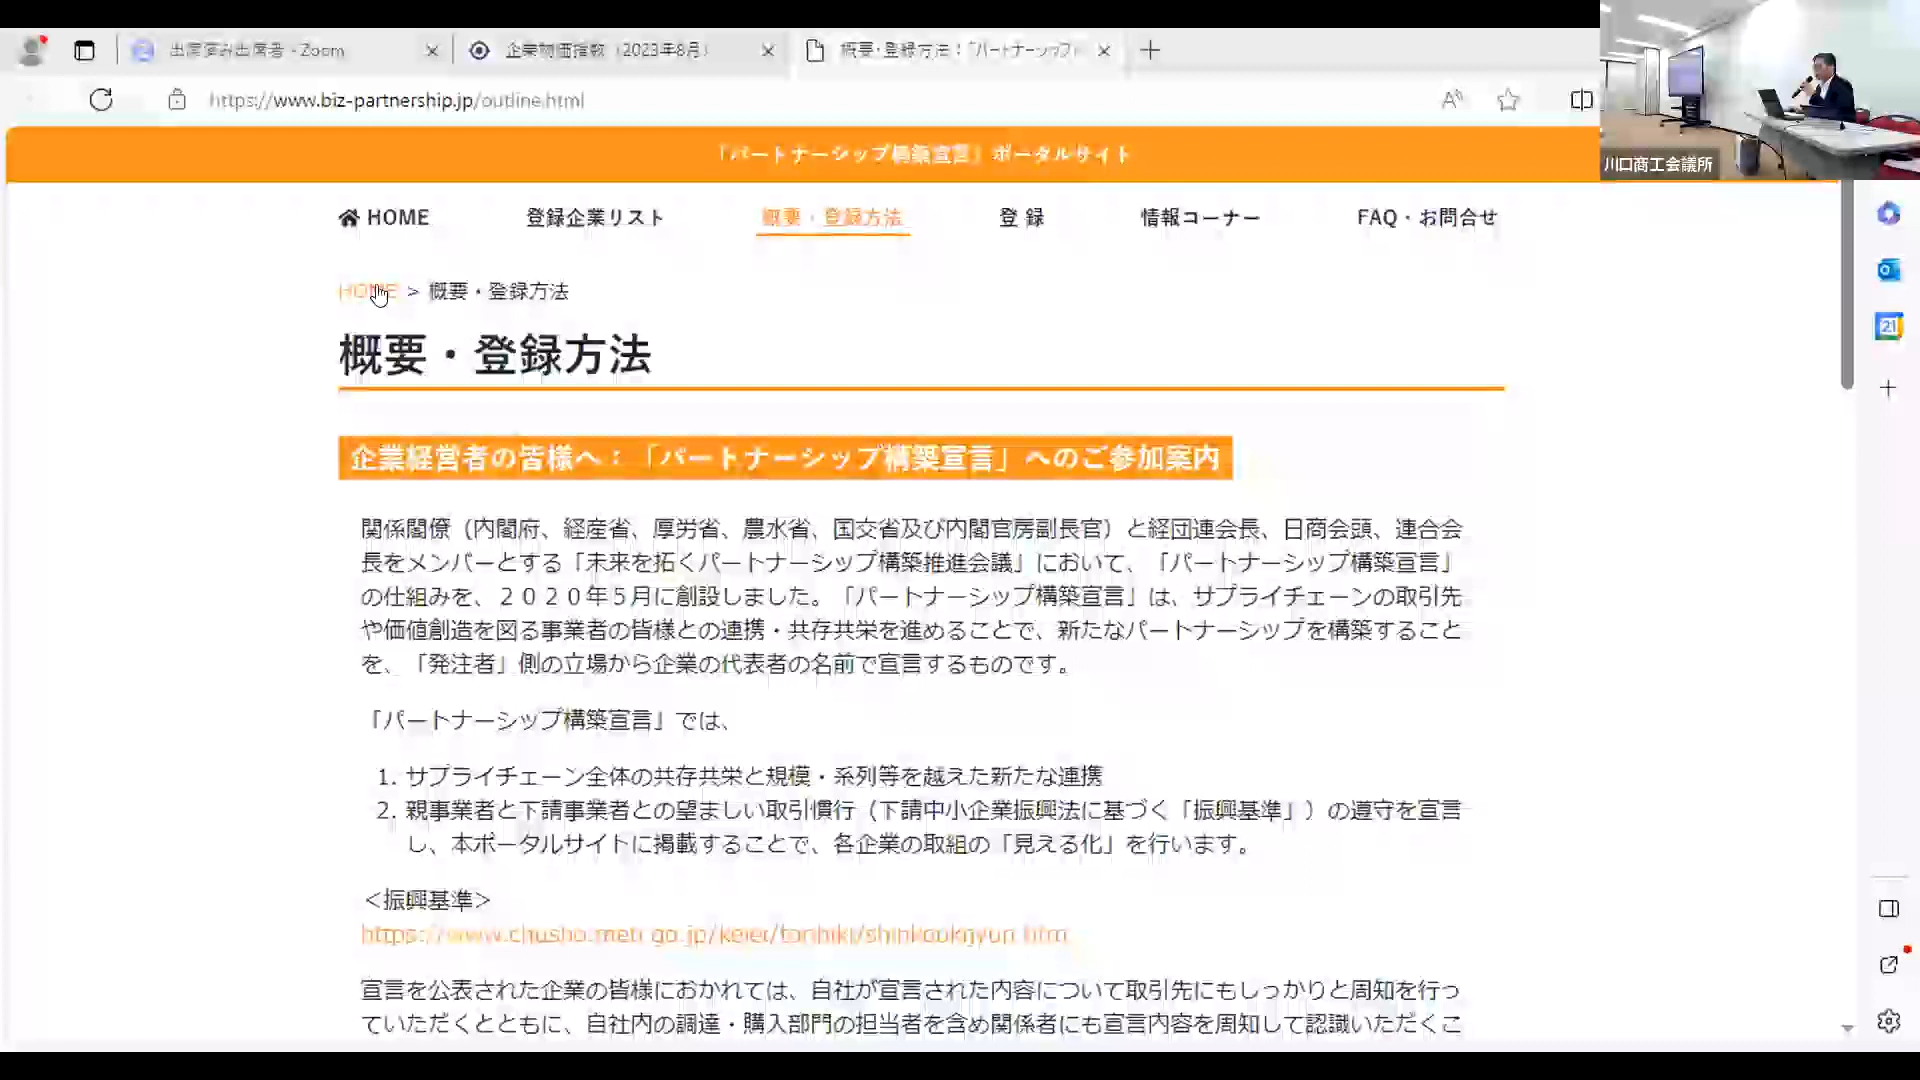 出席済み出席者 - Zoom
企業物価指数（2023年8月）
概要・登録方法：「パートナーシップ
https://www.biz-partnership.jp/outline.html
川口商工会議所
「パートナーシップ構築宣言」ポータルサイト
HOME
登録企業リスト
概要・登録方法
登 録
情報コーナー
FAQ・お問合せ
HOME > 概要・登録方法
概要・登録方法
企業経営者の皆様へ：「パートナーシップ構築宣言」へのご参加案内
関係閣僚（内閣府、経産省、厚労省、農水省、国交省及び内閣官房副長官）と経団連会長、日商会頭、連合会
長をメンバーとする「未来を拓くパートナーシップ構築推進会議」において、「パートナーシップ構築宣言」
の仕組みを、２０２０年５月に創設しました。「パートナーシップ構築宣言」は、サプライチェーンの取引先
や価値創造を図る事業者の皆様との連携・共存共栄を進めることで、新たなパートナーシップを構築すること
を、「発注者」側の立場から企業の代表者の名前で宣言するものです。
「パートナーシップ構築宣言」では、
1. サプライチェーン全体の共存共栄と規模・系列等を越えた新たな連携
2. 親事業者と下請事業者との望ましい取引慣行（下請中小企業振興法に基づく「振興基準」）の遵守を宣言
し、本ポータルサイトに掲載することで、各企業の取組の「見える化」を行います。
＜振興基準＞
https://www.chusho.meti.go.jp/keiei/torihiki/shinkoukijyun.htm
宣言を公表された企業の皆様におかれては、自社が宣言された内容について取引先にもしっかりと周知を行っ
ていただくとともに、自社内の調達・購入部門の担当者を含め関係者にも宣言内容を周知して認識いただくこ
21